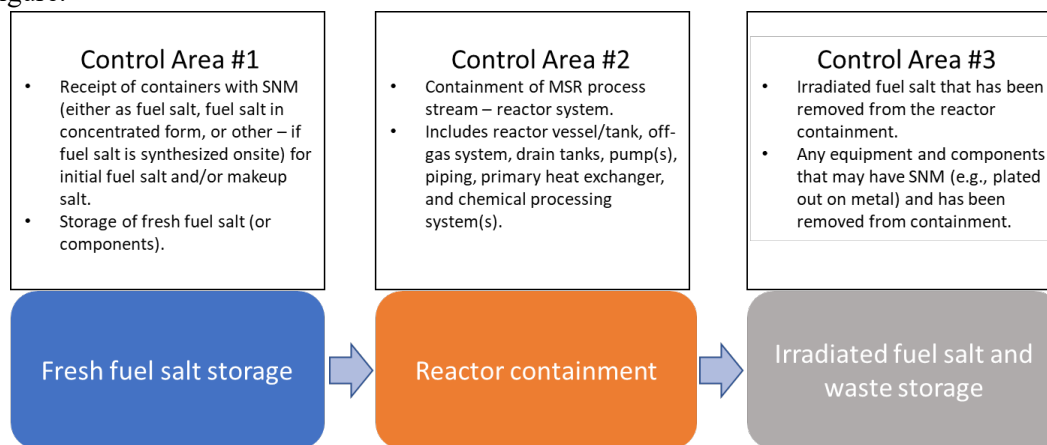 Control Area #1
• Receipt of containers with SNM
(either as fuel salt, fuel salt in
concentrated form, or other – if
fuel salt is synthesized onsite) for
initial fuel salt and/or makeup
salt.
• Storage of fresh fuel salt (or
components).
Control Area #2
• Containment of MSR process
stream – reactor system.
• Includes reactor vessel/tank, off-
gas system, drain tanks, pump(s),
piping, primary heat exchanger,
and chemical processing
system(s).
Control Area #3
• Irradiated fuel salt that has been
removed from the reactor
containment.
• Any equipment and components
that may have SNM (e.g., plated
out on metal) and has been
removed from containment.
Fresh fuel salt storage
Reactor containment
Irradiated fuel salt and
waste storage